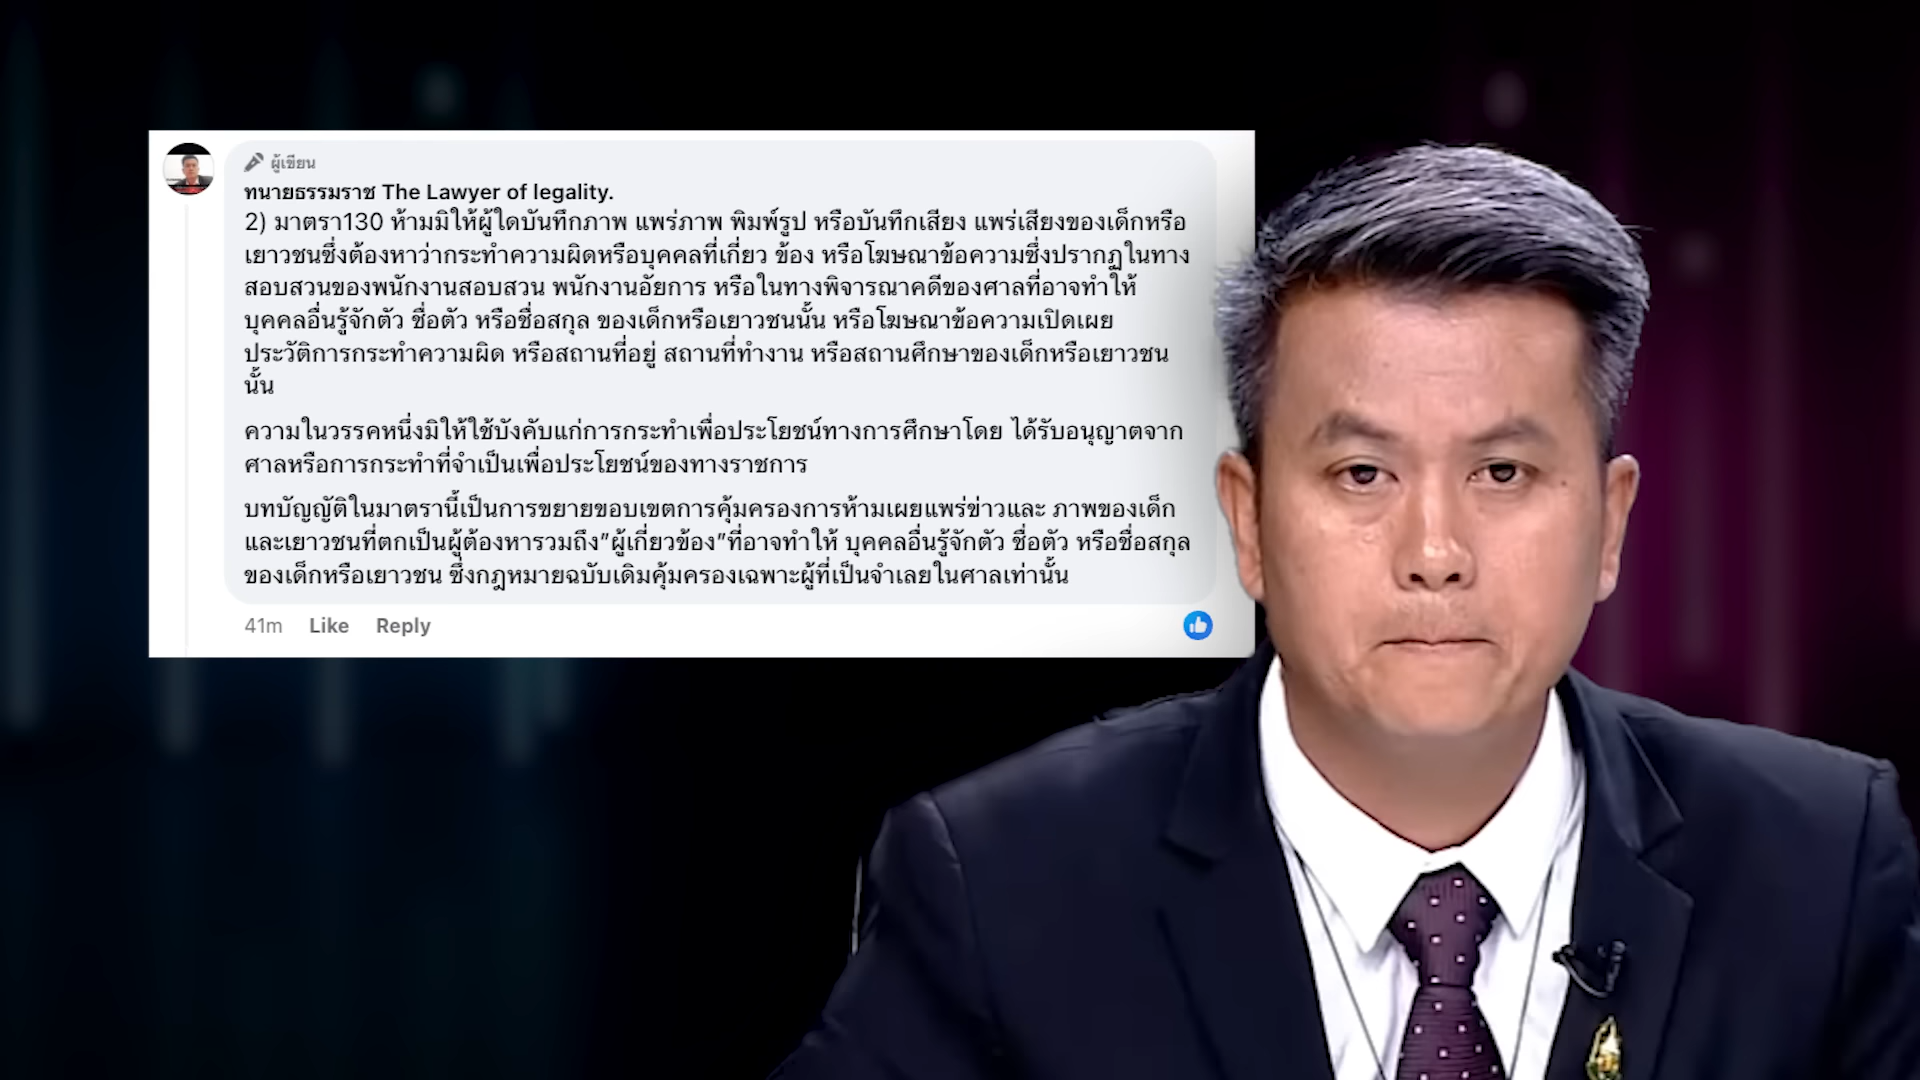 ผู้เขียน
ทนายธรรมราช The Lawyer of legality.
2) มาตรา130 ห้ามมิให้ผู้ใดบันทึกภาพ แพร่ภาพ พิมพ์รูป หรือบันทึกเสียง แพร่เสียงของเด็กหรือ
เยาวชนซึ่งต้องหาว่ากระทำความผิดหรือบุคคลที่เกี่ยว ข้อง หรือโฆษณาข้อความซึ่งปรากฏในทาง
สอบสวนของพนักงานสอบสวน พนักงานอัยการ หรือในทางพิจารณาคดีของศาลที่อาจทำให้
บุคคลอื่นรู้จักตัว ชื่อตัว หรือชื่อสกุล ของเด็กหรือเยาวชนนั้น หรือโฆษณาข้อความเปิดเผย
ประวัติการกระทำความผิด หรือสถานที่อยู่ สถานที่ทำงาน หรือสถานศึกษาของเด็กหรือเยาวชน
นั้น
ความในวรรคหนึ่งมิให้ใช้บังคับแก่การกระทำเพื่อประโยชน์ทางการศึกษาโดย ได้รับอนุญาตจาก
ศาลหรือการกระทำที่จำเป็นเพื่อประโยชน์ของทางราชการ
บทบัญญัติในมาตรานี้เป็นการขยายขอบเขตการคุ้มครองการห้ามเผยแพร่ข่าวและ ภาพของเด็ก
และเยาวชนที่ตกเป็นผู้ต้องหารวมถึง"ผู้เกี่ยวข้อง"ที่อาจทำให้ บุคคลอื่นรู้จักตัว ชื่อตัว หรือชื่อสกุล
ของเด็กหรือเยาวชน ซึ่งกฎหมายฉบับเดิมคุ้มครองเฉพาะผู้ที่เป็นจำเลยในศาลเท่านั้น
41m Like Reply